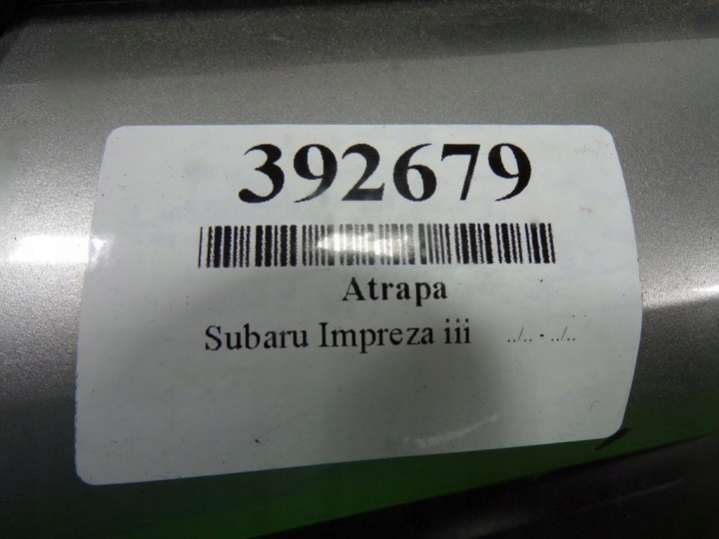 392679
Atrapa
Subaru Impreza iii ../.. - ../..